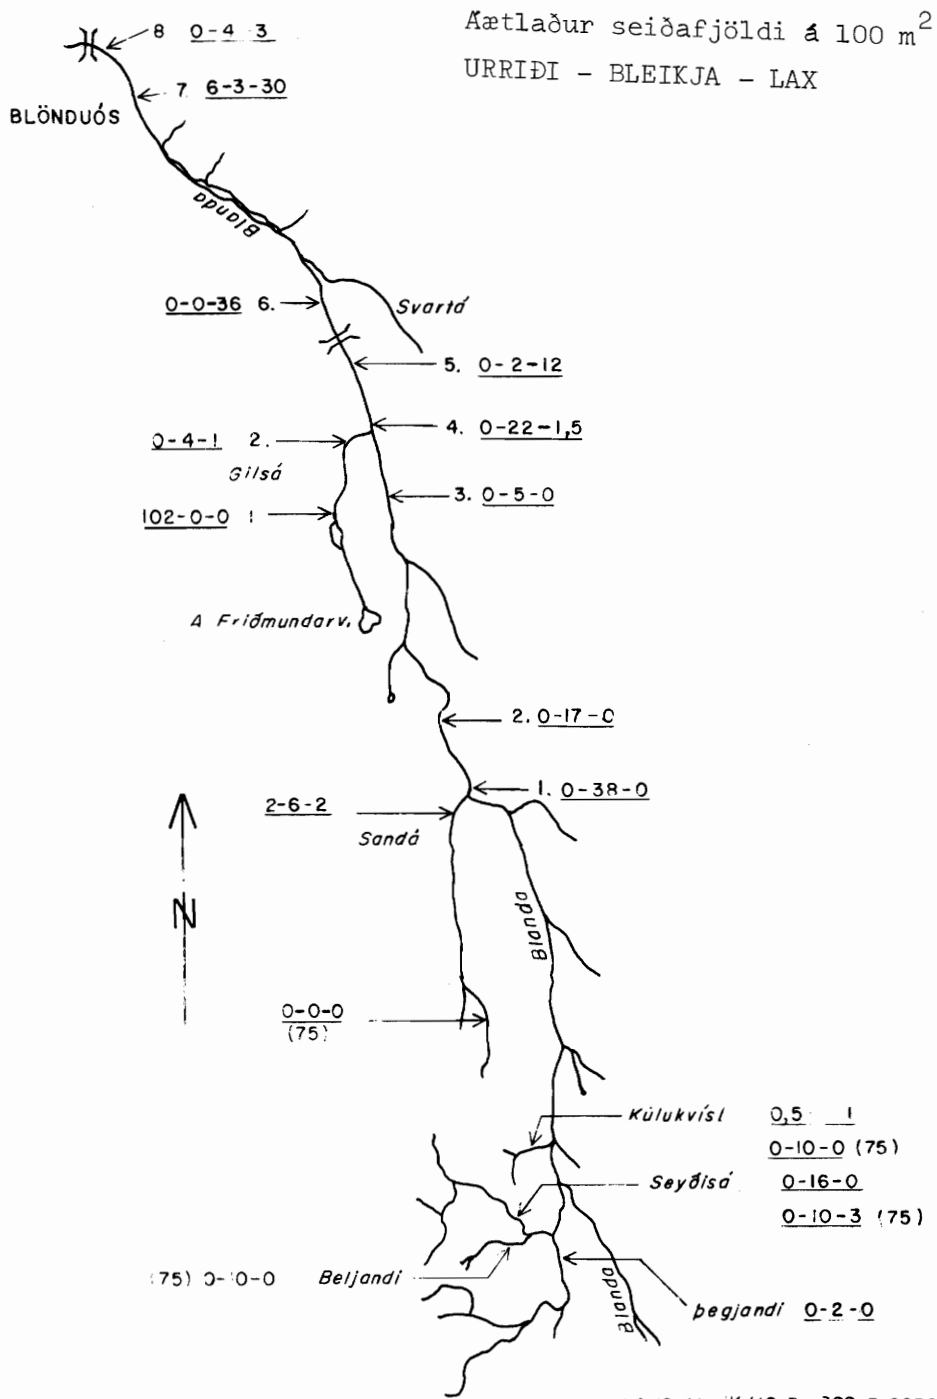 Áætlaður seiðafjöldi á 100 m²
URRIÐI - BLEIKJA - LAX
8 0-4 3
7. 6-3-30
BLÖNDUÓS
Blanda
0-0-36 6.
Svartá
5. 0-2-12
4. 0-22-1,5
0-4-1 2.
Gilsá
3. 0-5-0
102-0-0 1
A Friðmundarv.
2. 0-17-0
1. 0-38-0
2-6-2
Sandá
N
Blanda
0-0-0
(75)
Kúlukvísl 0,5 1
0-10-0 (75)
Seyðisá 0-16-0
0-10-3 (75)
(75) 0-10-0 Beljandi
Blanda
þegjandi 0-2-0